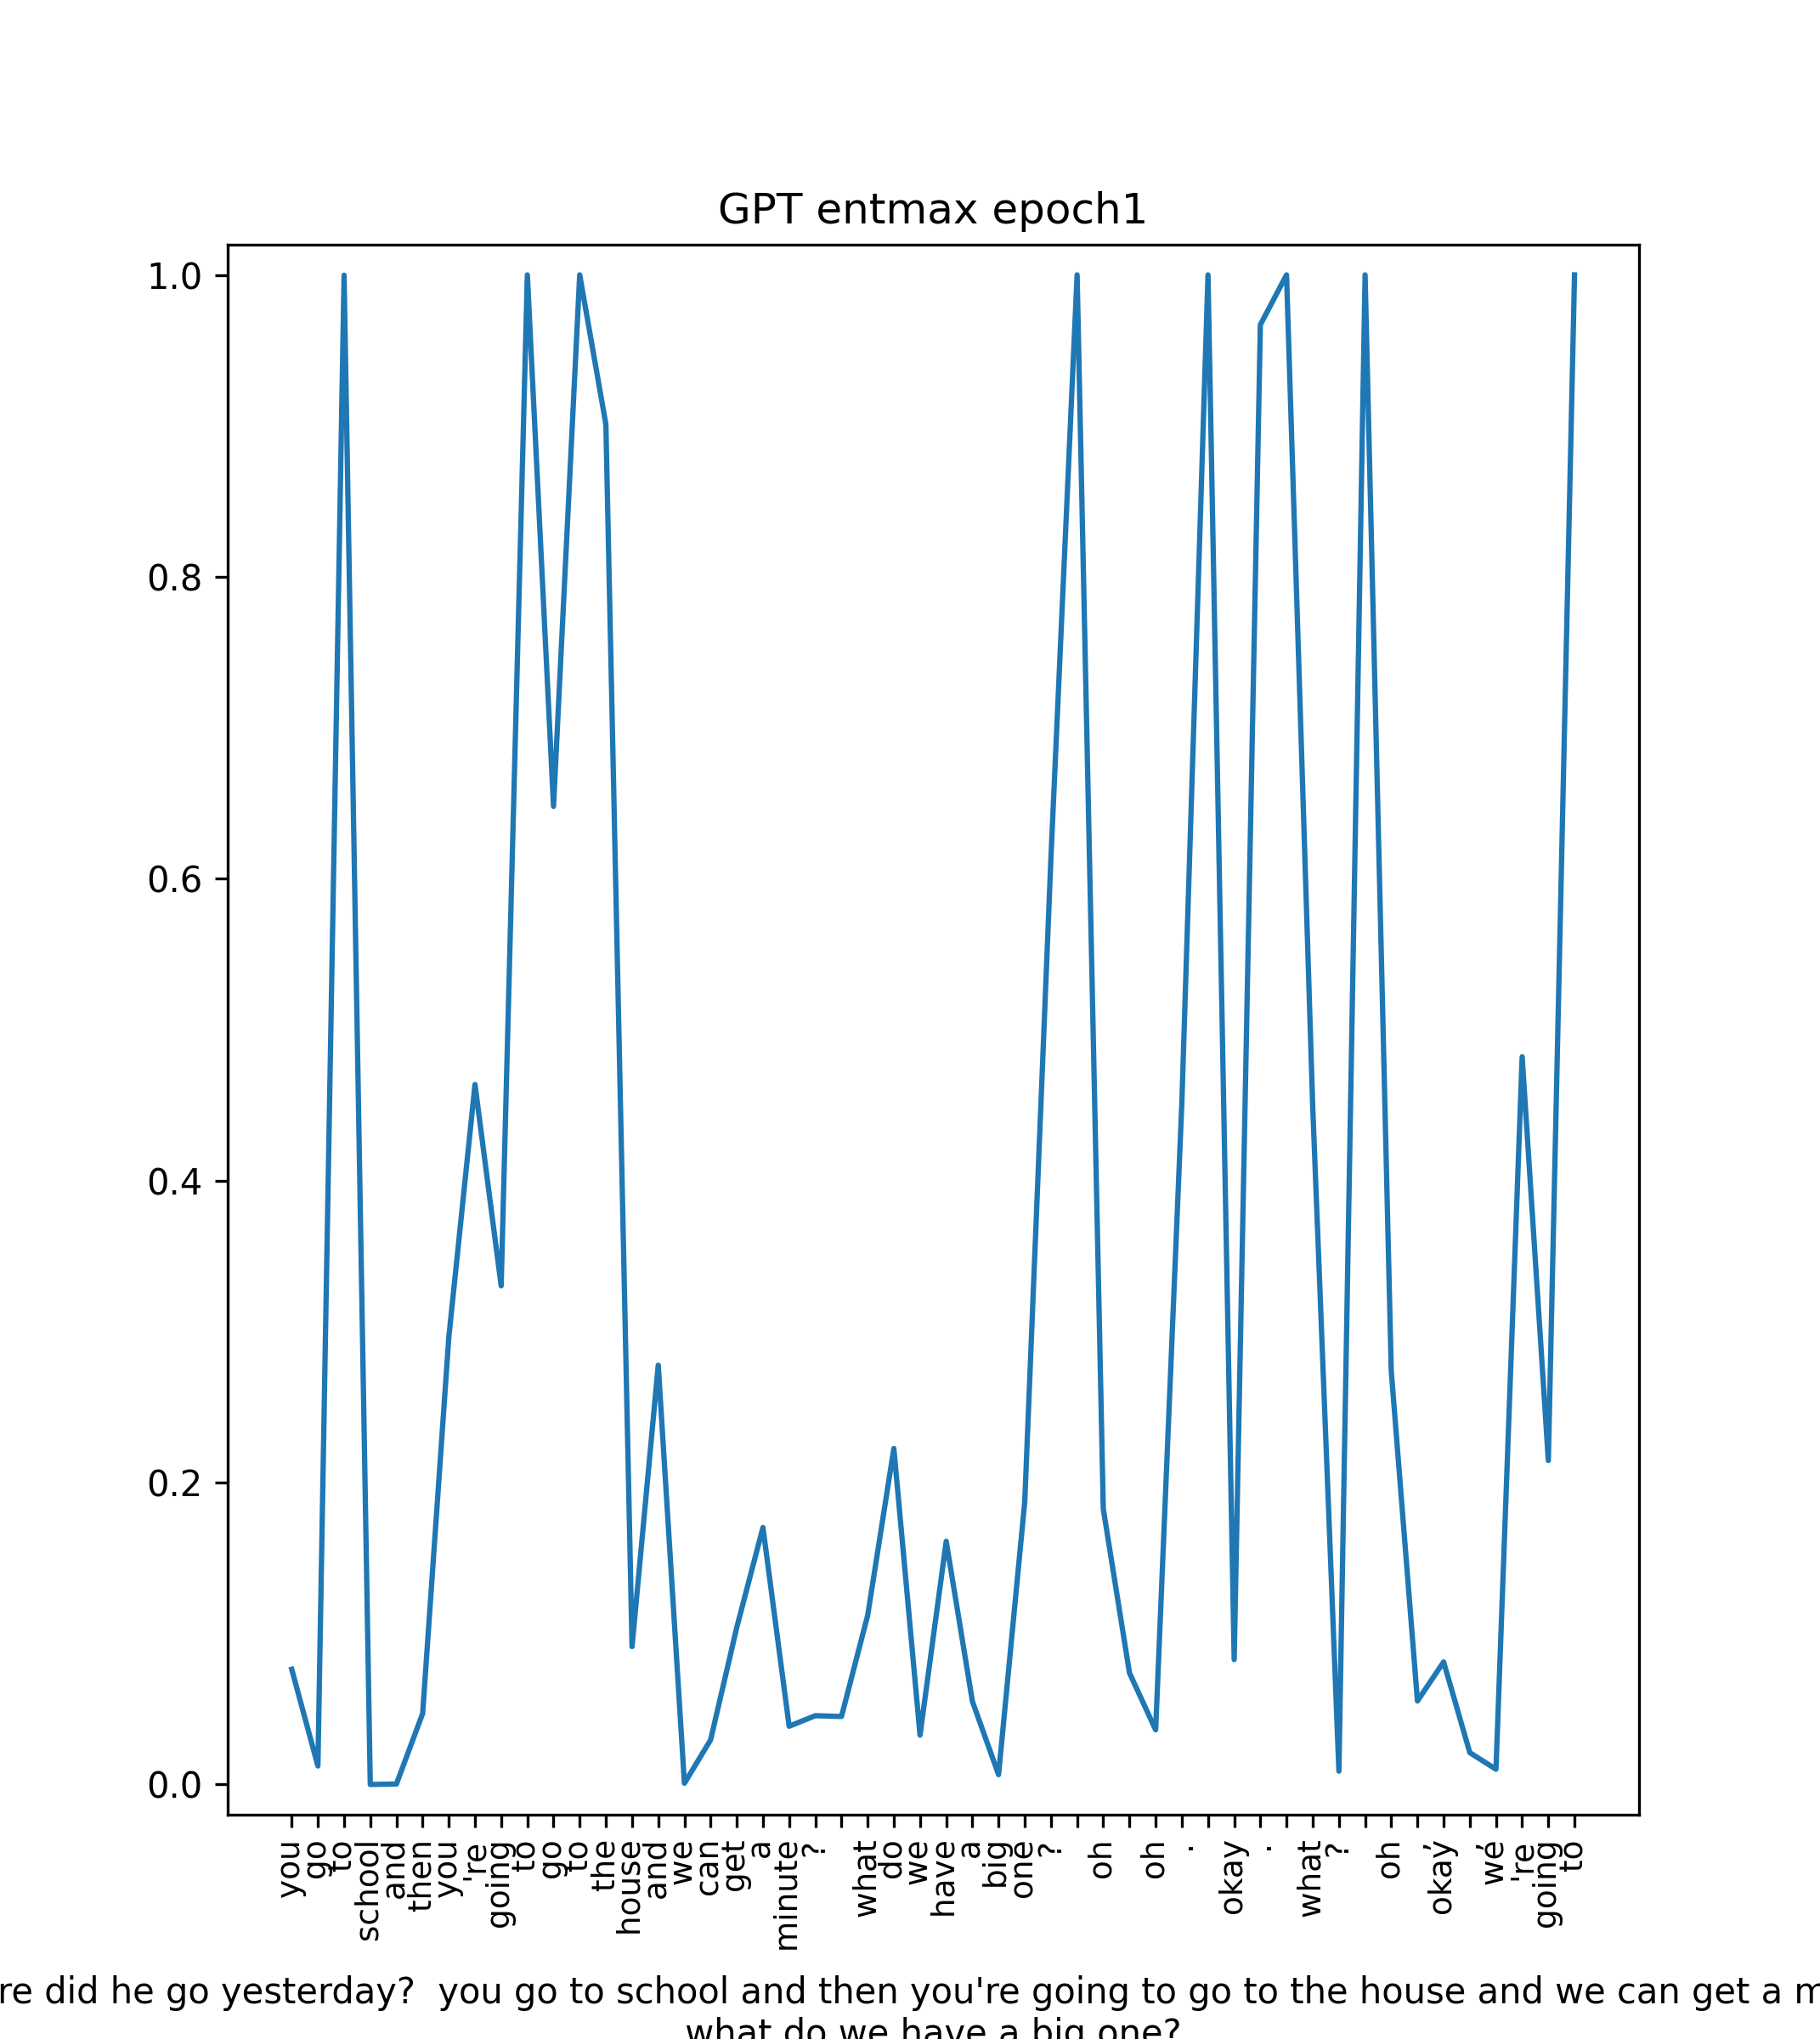 GPT entmax epoch1
1.0
0.8
0.6
0.4
0.2
0.0
you
go
to
school
and
then
you
're
going
to
go
to
the
house
and
we
can
get
a
minute
?
what
do
we
have
a
big
one
?
oh
oh
.
okay
.
what
?
oh
,
okay
,
we
're
going
to
re did he go yesterday?  you go to school and then you're going to go to the house and we can get a m
what do we have a big one?